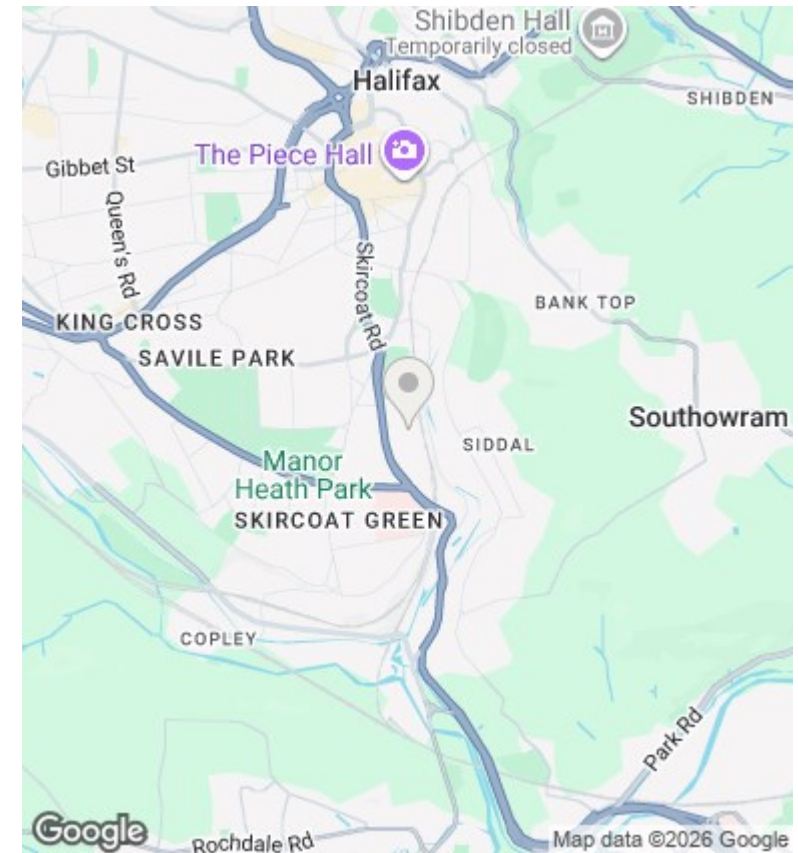 Shibden Hall
Temporarily closed
Halifax
SHIBDEN
The Piece Hall
Gibbet St
Queen's Rd
Skircoat Rd
BANK TOP
KING CROSS
SAVILE PARK
Southowram
SIDDAL
Manor
Heath Park
SKIRCOAT GREEN
COPLEY
Park Rd
Google
Rochdale Rd
Map data ©2026 Google